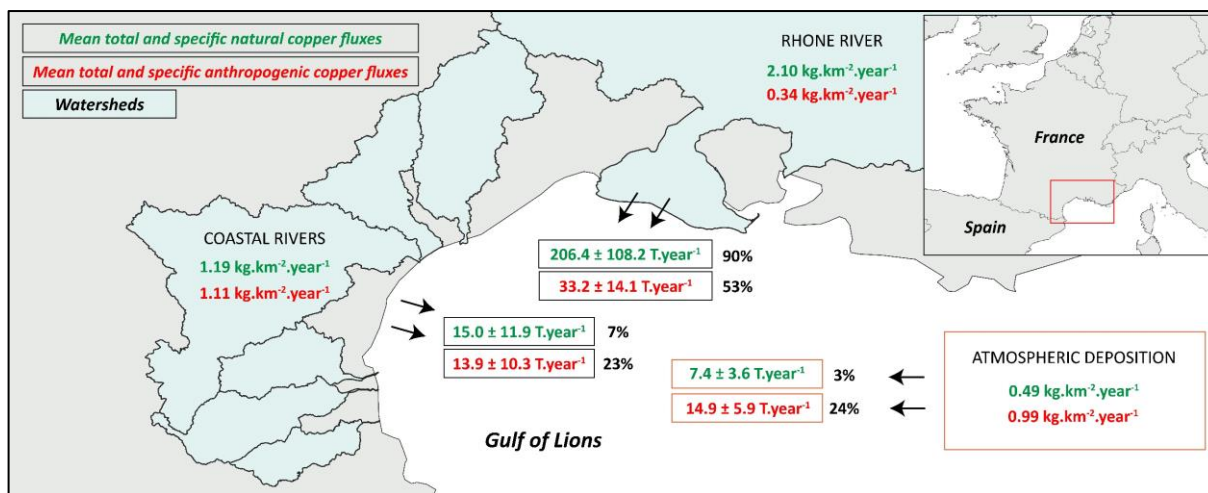 Mean total and specific natural copper fluxes
Mean total and specific anthropogenic copper fluxes
Watersheds
RHONE RIVER
2.10 kg.km⁻².year⁻¹
0.34 kg.km⁻².year⁻¹
France
Spain
COASTAL RIVERS
1.19 kg.km⁻².year⁻¹
1.11 kg.km⁻².year⁻¹
206.4 ± 108.2 T.year⁻¹ 90%
33.2 ± 14.1 T.year⁻¹ 53%
15.0 ± 11.9 T.year⁻¹ 7%
13.9 ± 10.3 T.year⁻¹ 23%
7.4 ± 3.6 T.year⁻¹ 3%
14.9 ± 5.9 T.year⁻¹ 24%
ATMOSPHERIC DEPOSITION
0.49 kg.km⁻².year⁻¹
0.99 kg.km⁻².year⁻¹
Gulf of Lions